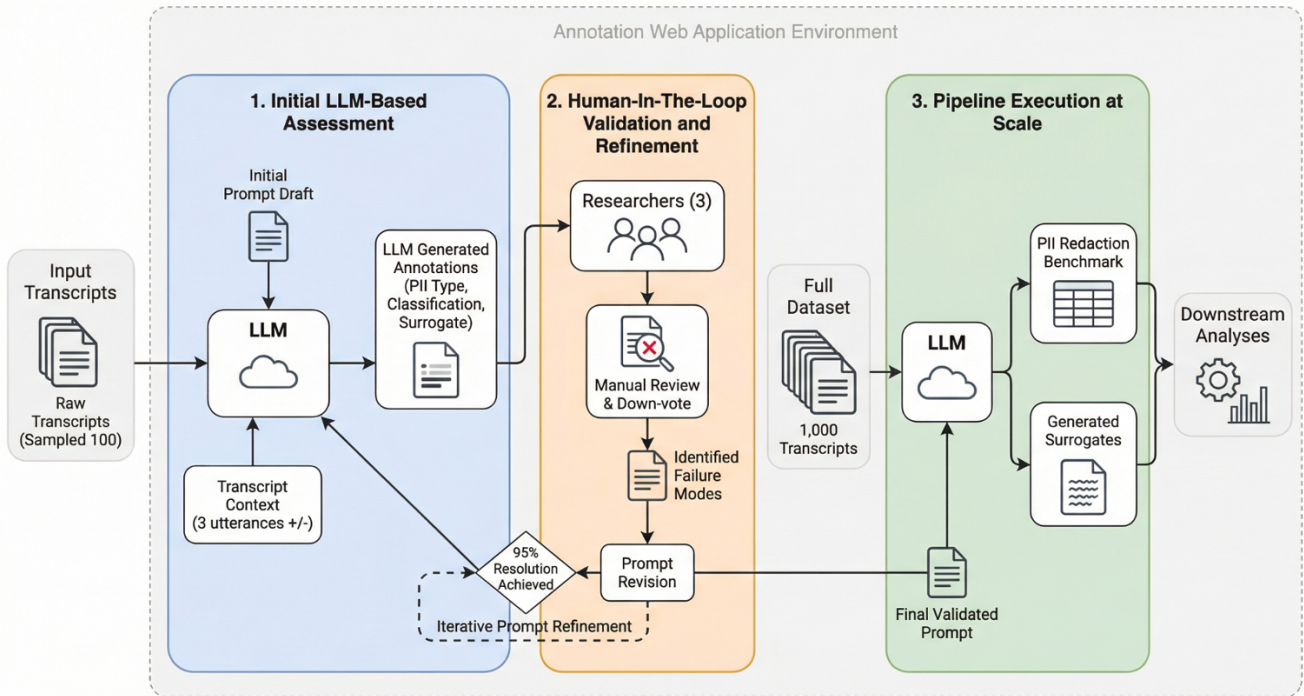 Annotation Web Application Environment
Input
Transcripts
Raw
Transcripts
(Sampled 100)
1. Initial LLM-Based
Assessment
Initial
Prompt Draft
LLM
Transcript
Context
(3 utterances +/-)
LLM Generated
Annotations
(PII Type,
Classification,
Surrogate)
2. Human-In-The-Loop
Validation and
Refinement
Researchers (3)
Manual Review
& Down-vote
Identified
Failure
Modes
Prompt
Revision
95%
Resolution
Achieved
Iterative Prompt Refinement
Full
Dataset
1,000
Transcripts
3. Pipeline Execution at
Scale
LLM
PII Redaction
Benchmark
Generated
Surrogates
Final Validated
Prompt
Downstream
Analyses